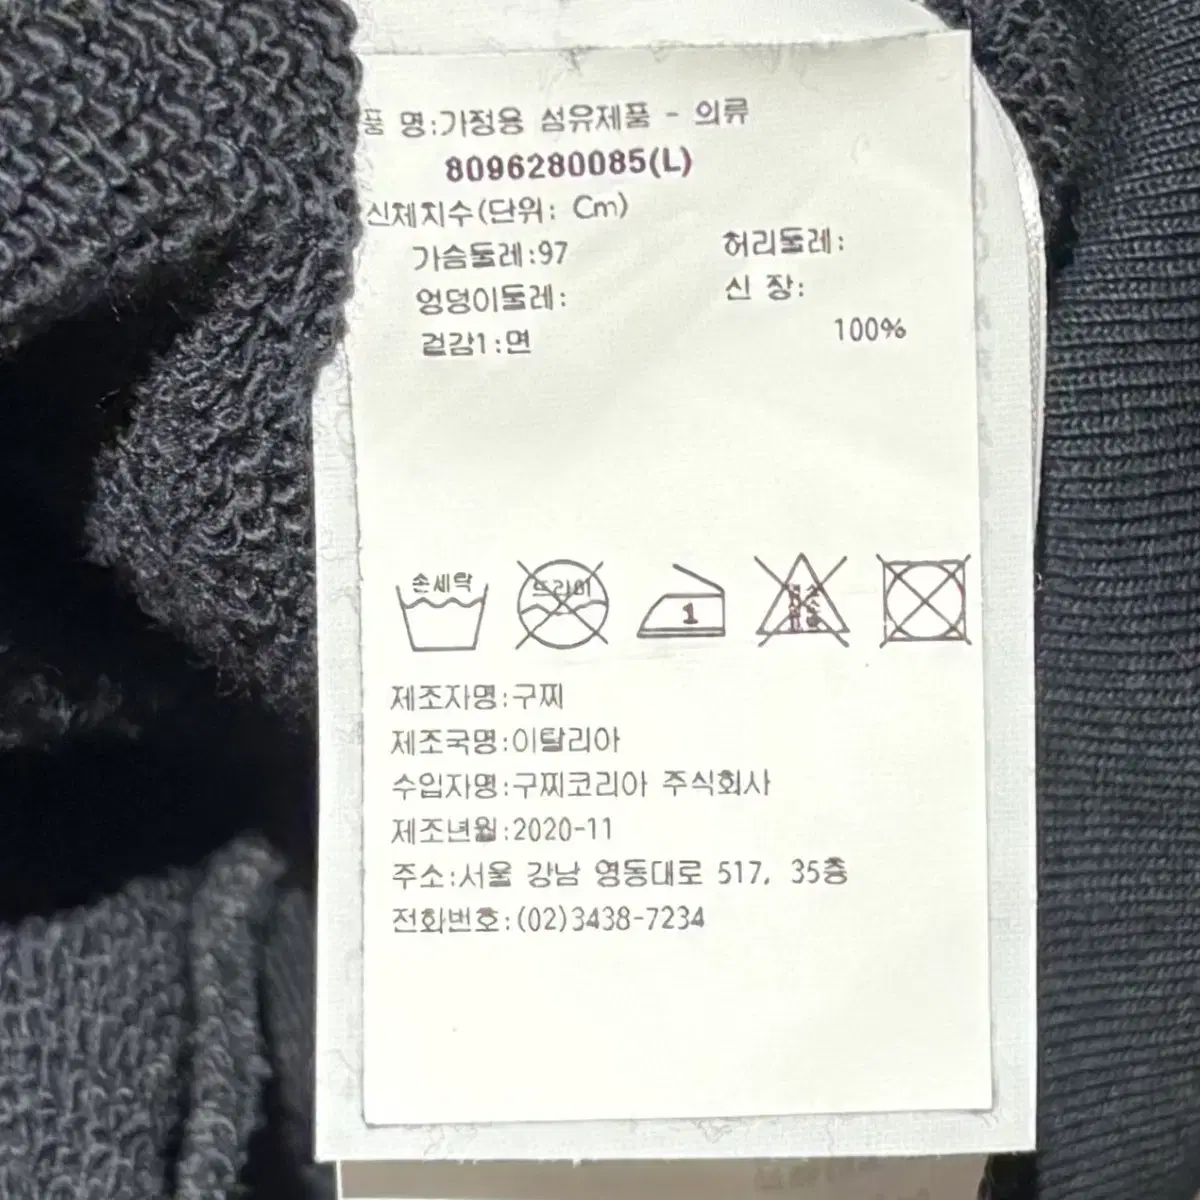 품 명:가정용 섬유제품 - 의류
8096280085(L)
신체치수(단위: Cm)
가슴둘레:97 허리둘레:
엉덩이둘레: 신 장:
겉감1:면 100%
손세탁 드라이 1 염소표백
제조자명:구찌
제조국명:이탈리아
수입자명:구찌코리아 주식회사
제조년월:2020-11
주소:서울 강남 영동대로 517, 35층
전화번호:(02)3438-7234